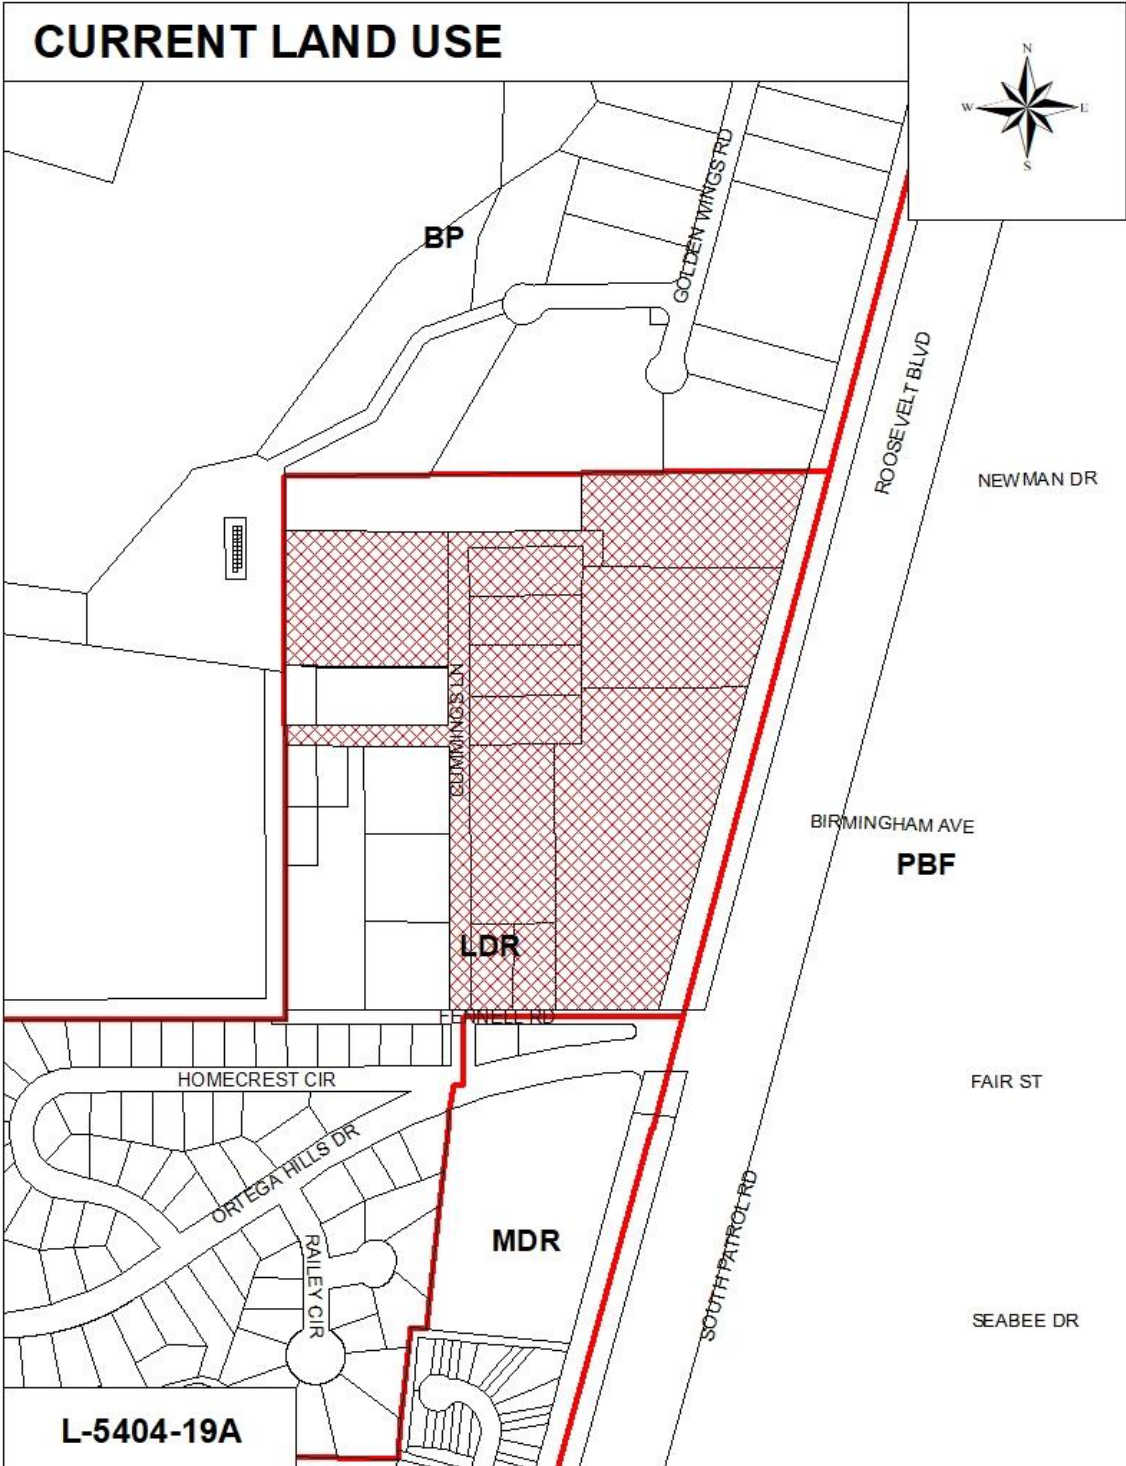 CURRENT LAND USE
N
W
E
S
GOLDEN WINGS RD
BP
ROOSEVELT BLVD
NEWMAN DR
CUMMINGS LN
BIRMINGHAM AVE
PBF
LDR
FENNELL RD
HOMECREST CIR
FAIR ST
ORTEGA HILLS DR
RAILEY CIR
MDR
SOUTH PATROL RD
SEABEE DR
L-5404-19A